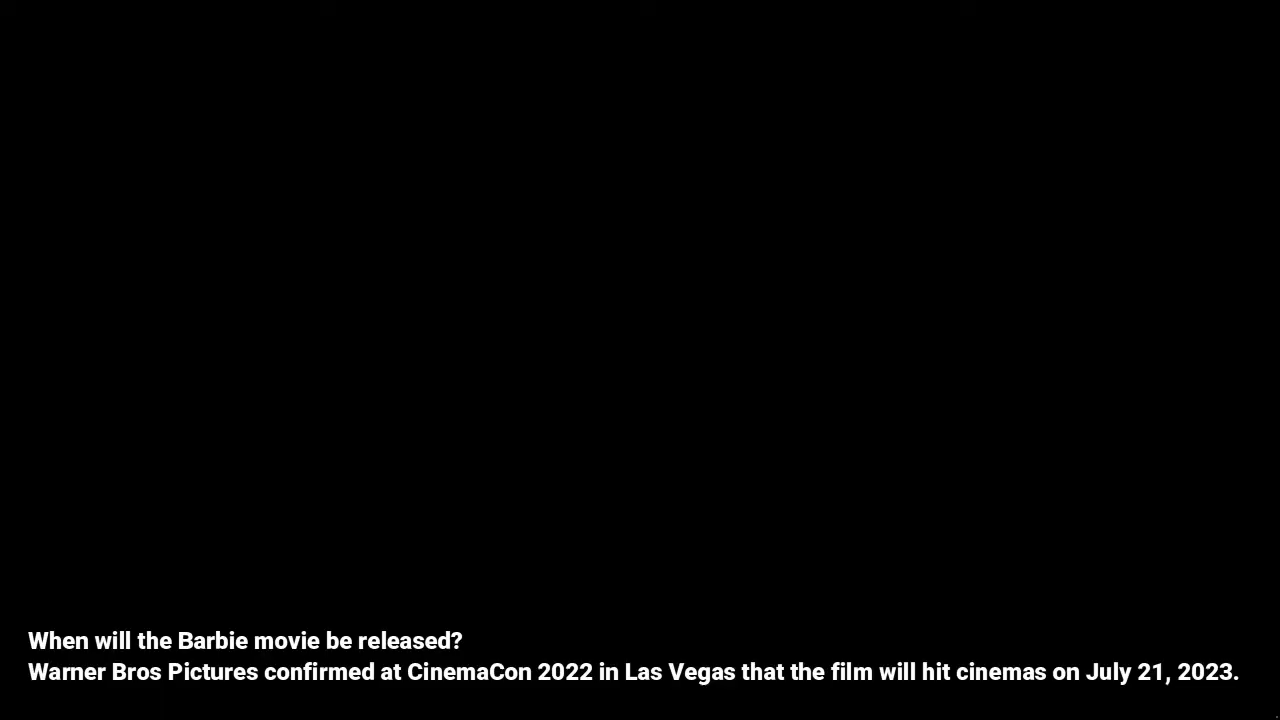 When will the Barbie movie be released?
Warner Bros Pictures confirmed at CinemaCon 2022 in Las Vegas that the film will hit cinemas on July 21, 2023.